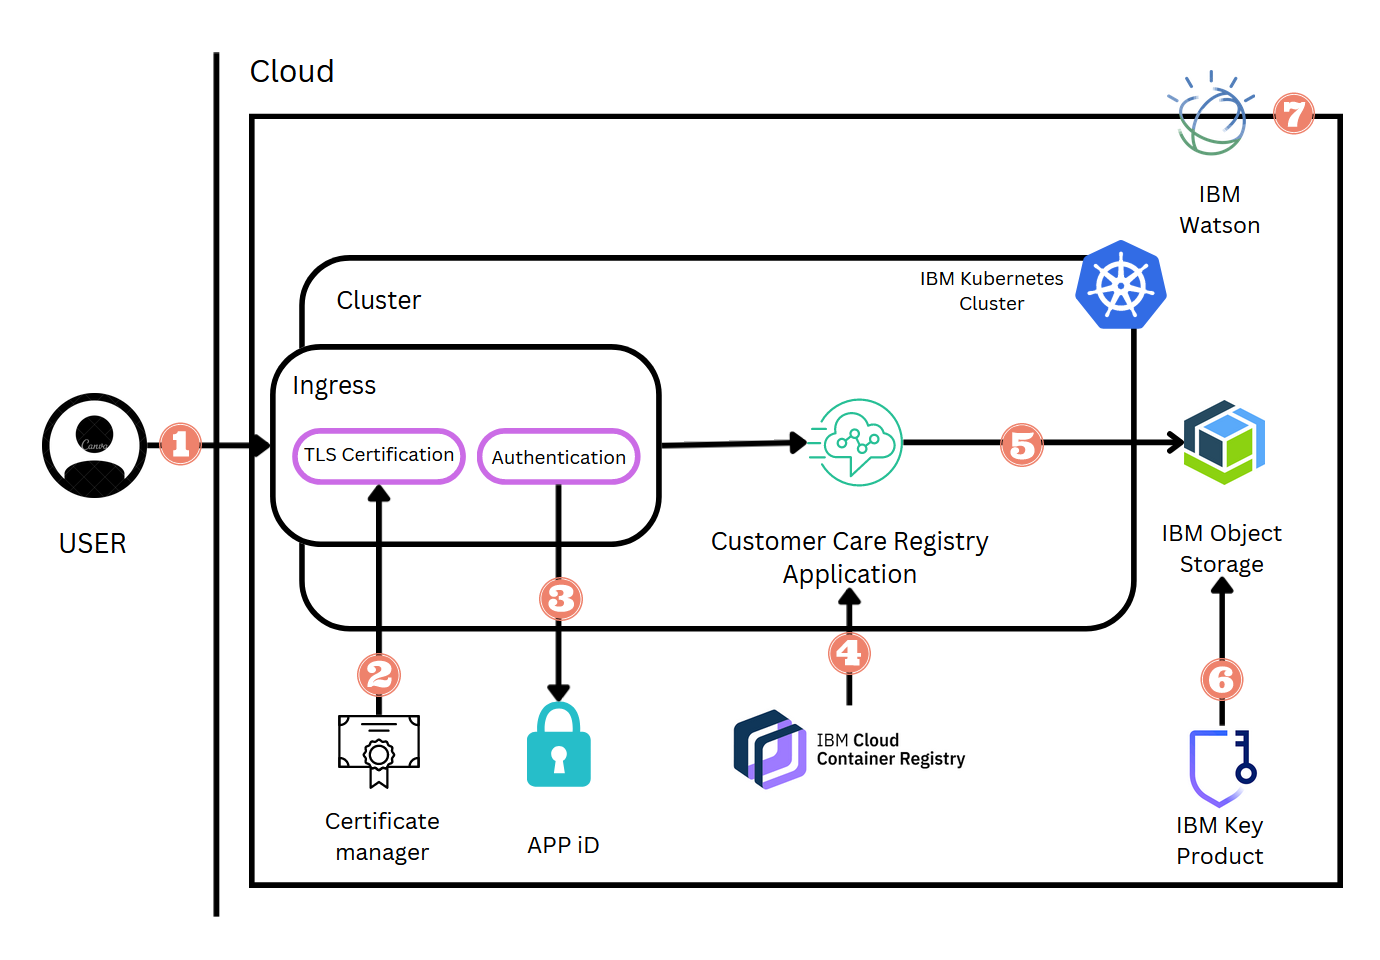 Cloud
7
IBM
Watson
IBM Kubernetes
Cluster
Cluster
Ingress
TLS Certification
Authentication
Canva
1
5
USER
Customer Care Registry
Application
IBM Object
Storage
3
4
2
6
IBM Cloud
Container Registry
Certificate
manager
APP iD
IBM Key
Product